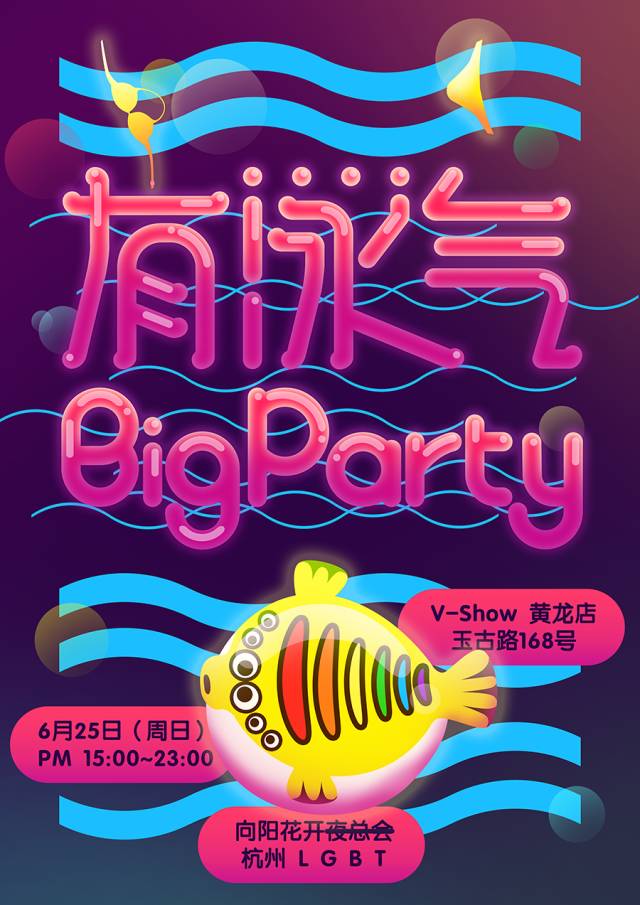 有泳气
BigParty
V-Show 黄龙店
玉古路168号
6月25日（周日）
PM 15:00~23:00
向阳花开夜总会
杭州 L G B T